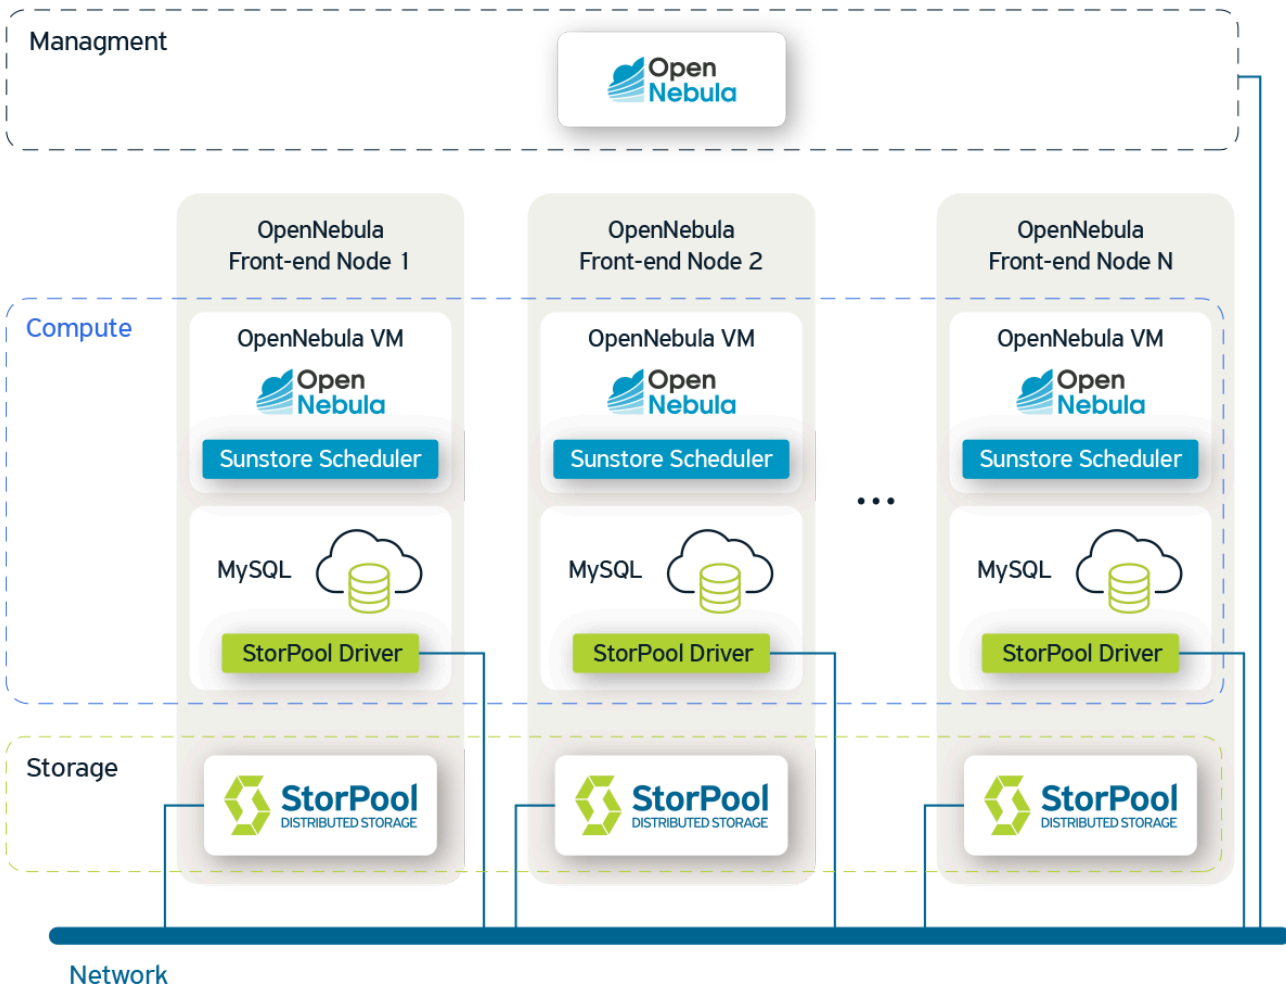 Managment
Open
Nebula
OpenNebula
Front-end Node 1
OpenNebula
Front-end Node 2
OpenNebula
Front-end Node N
Compute
OpenNebula VM
Open
Nebula
Sunstore Scheduler
OpenNebula VM
Open
Nebula
Sunstore Scheduler
OpenNebula VM
Open
Nebula
Sunstore Scheduler
...
MySQL
StorPool Driver
MySQL
StorPool Driver
MySQL
StorPool Driver
Storage
StorPool
DISTRIBUTED STORAGE
StorPool
DISTRIBUTED STORAGE
StorPool
DISTRIBUTED STORAGE
Network